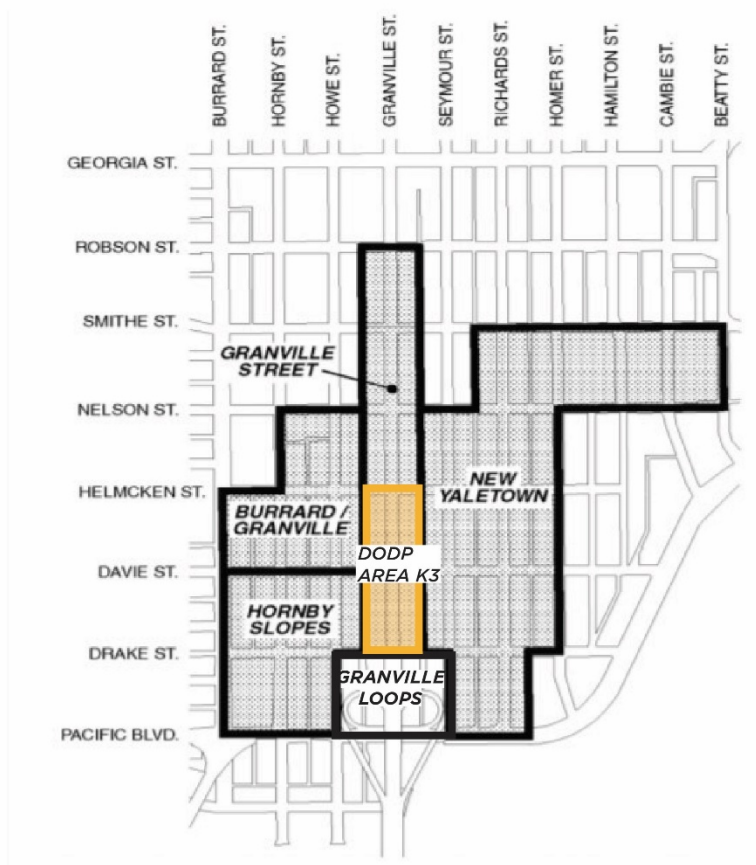 BURRARD ST.
HORNBY ST.
HOWE ST.
GRANVILLE ST.
SEYMOUR ST.
RICHARDS ST.
HOMER ST.
HAMILTON ST.
CAMBIE ST.
BEATTY ST.
GEORGIA ST.
ROBSON ST.
SMITHE ST.
GRANVILLE
STREET
NELSON ST.
HELMCKEN ST.
NEW
YALETOWN
BURRARD /
GRANVILLE
DODP
AREA K3
DAVIE ST.
HORNBY
SLOPES
DRAKE ST.
GRANVILLE
LOOPS
PACIFIC BLVD.